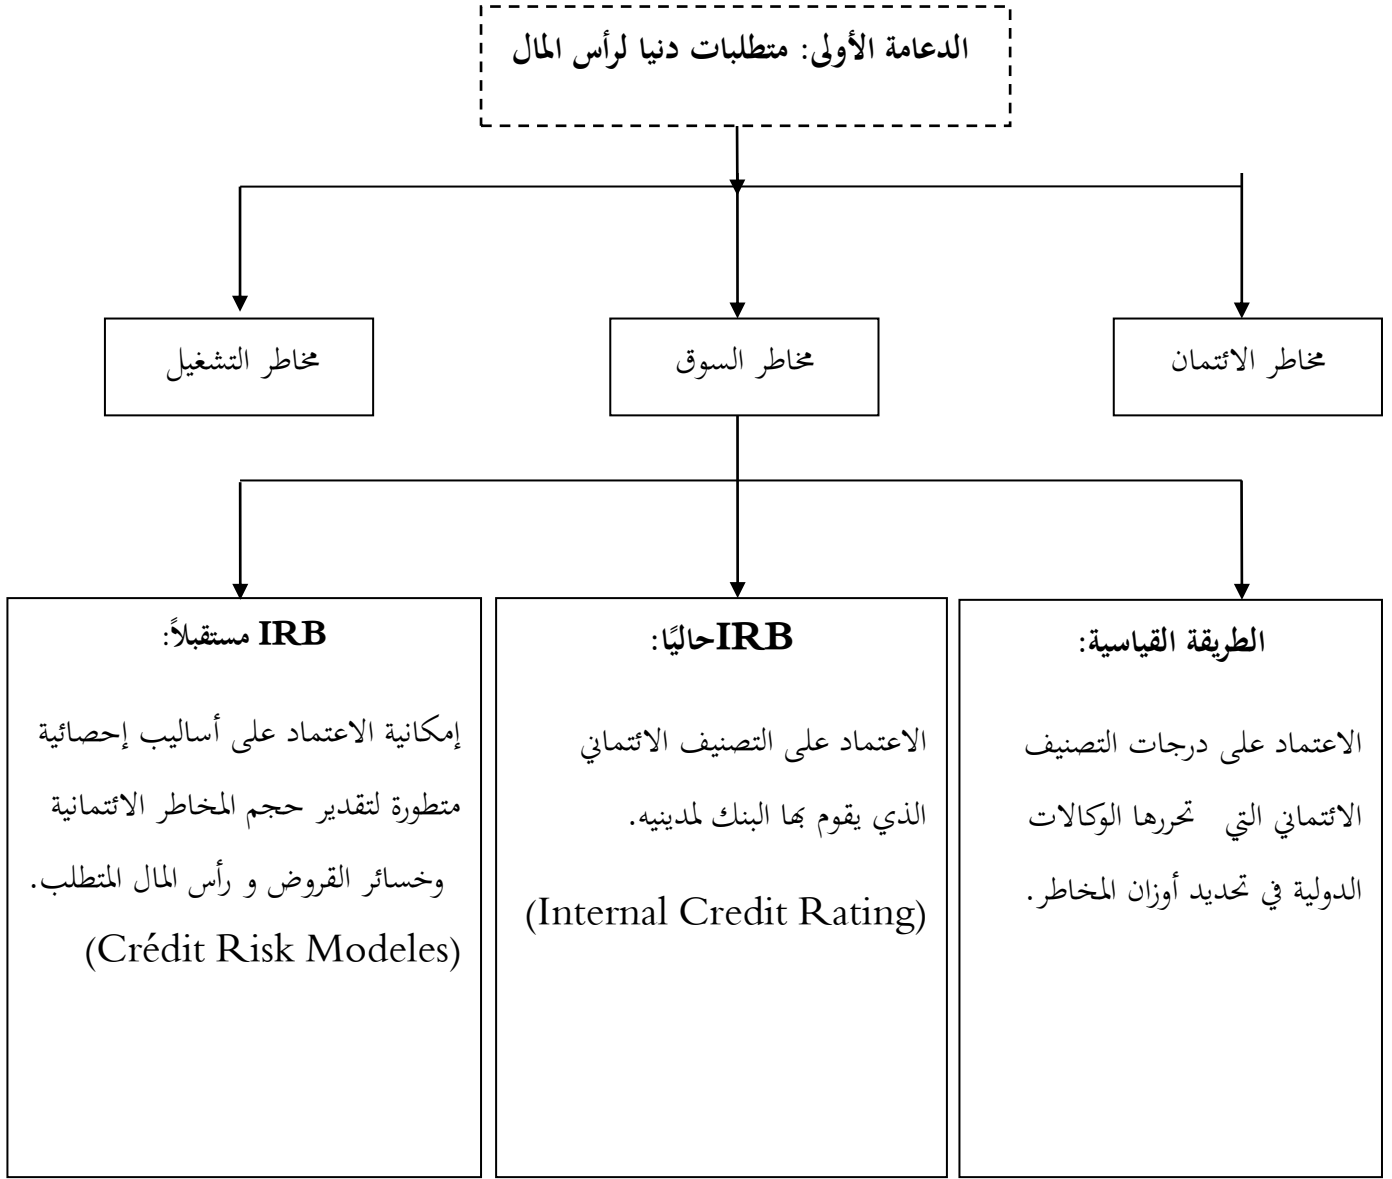 الدعامة الأولى: متطلبات دنيا لرأس المال
مخاطر الائتمان
مخاطر السوق
مخاطر التشغيل
الطريقة القياسية:
الاعتماد على درجات التصنيف
الائتماني التي تحررها الوكالات
الدولية في تحديد أوزان المخاطر.
IRBحاليًا:
الاعتماد على التصنيف الائتماني
الذي يقوم بها البنك لمدينيه.
(Internal Credit Rating)
IRB مستقبلاً:
إمكانية الاعتماد على أساليب إحصائية
متطورة لتقدير حجم المخاطر الائتمانية
وخسائر القروض و رأس المال المتطلب.
(Crédit Risk Modeles)